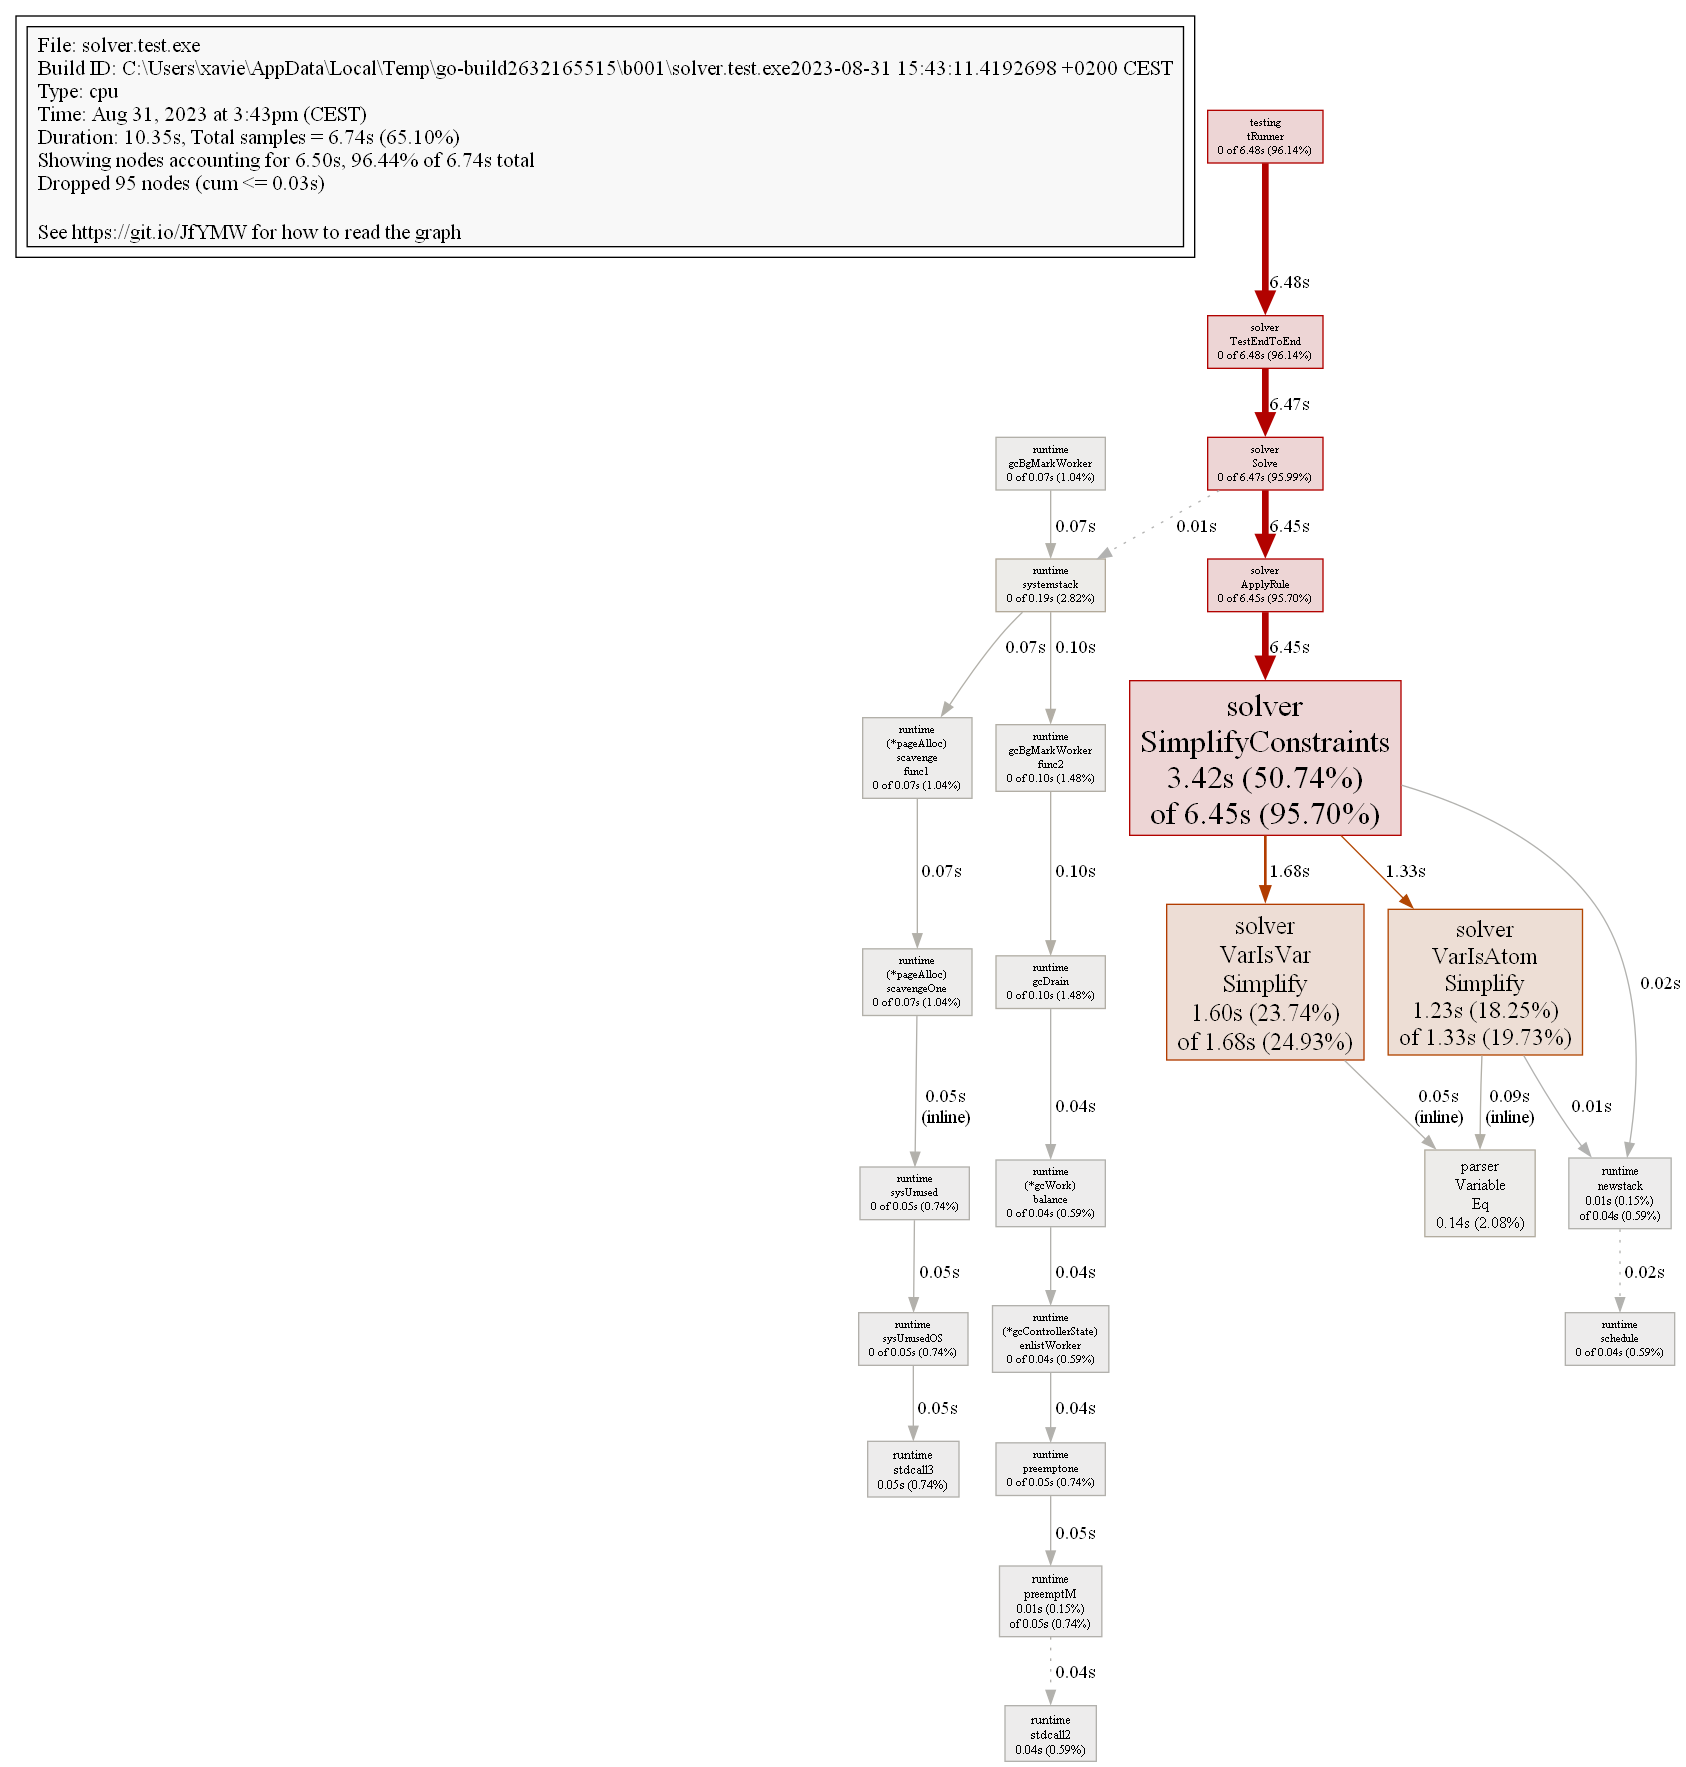 File: solver.test.exe
Build ID: C:\Users\xavie\AppData\Local\Temp\go-build2632165515\b001\solver.test.exe2023-08-31 15:43:11.4192698 +0200 CEST
Type: cpu
Time: Aug 31, 2023 at 3:43pm (CEST)
Duration: 10.35s, Total samples = 6.74s (65.10%)
Showing nodes accounting for 6.50s, 96.44% of 6.74s total
Dropped 95 nodes (cum <= 0.03s)
See https://git.io/JfYMW for how to read the graph
testing
tRunner
0 of 6.48s (96.14%)
6.48s
solver
TestEndToEnd
0 of 6.48s (96.14%)
6.47s
runtime
gcBgMarkWorker
0 of 0.07s (1.04%)
solver
Solve
0 of 6.47s (95.99%)
0.07s
0.01s
6.45s
runtime
systemstack
0 of 0.19s (2.82%)
solver
ApplyRule
0 of 6.45s (95.70%)
0.07s
0.10s
6.45s
runtime
(*pageAlloc)
scavenge
func1
0 of 0.07s (1.04%)
runtime
gcBgMarkWorker
func2
0 of 0.10s (1.48%)
solver
SimplifyConstraints
3.42s (50.74%)
of 6.45s (95.70%)
0.07s
0.10s
1.68s
1.33s
0.02s
runtime
(*pageAlloc)
scavengeOne
0 of 0.07s (1.04%)
runtime
gcDrain
0 of 0.10s (1.48%)
solver
VarIsVar
Simplify
1.60s (23.74%)
of 1.68s (24.93%)
solver
VarIsAtom
Simplify
1.23s (18.25%)
of 1.33s (19.73%)
0.05s
(inline)
0.04s
0.05s
(inline)
0.09s
(inline)
0.01s
runtime
sysUnused
0 of 0.05s (0.74%)
runtime
(*gcWork)
balance
0 of 0.04s (0.59%)
parser
Variable
Eq
0.14s (2.08%)
runtime
newstack
0.01s (0.15%)
of 0.04s (0.59%)
0.05s
0.04s
0.02s
runtime
sysUnusedOS
0 of 0.05s (0.74%)
runtime
(*gcControllerState)
enlistWorker
0 of 0.04s (0.59%)
runtime
schedule
0 of 0.04s (0.59%)
0.05s
0.04s
runtime
stdcall3
0.05s (0.74%)
runtime
preemptone
0 of 0.05s (0.74%)
0.05s
runtime
preemptM
0.01s (0.15%)
of 0.05s (0.74%)
0.04s
runtime
stdcall2
0.04s (0.59%)